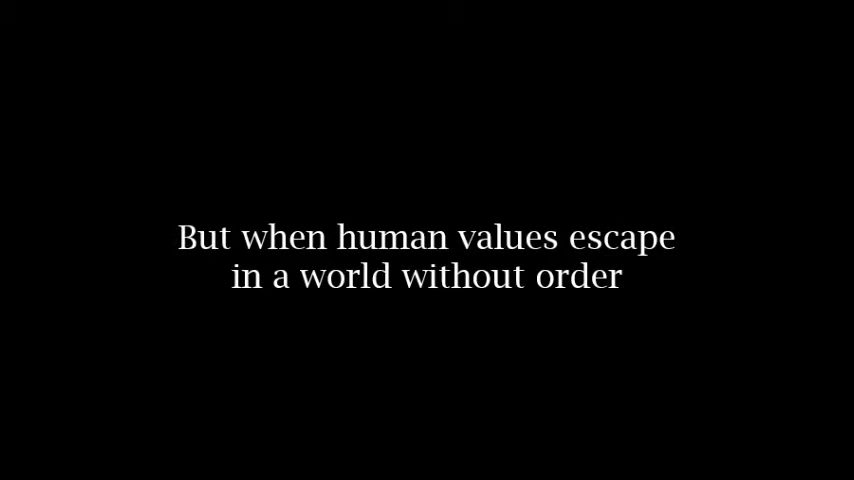 But when human values escape
in a world without order